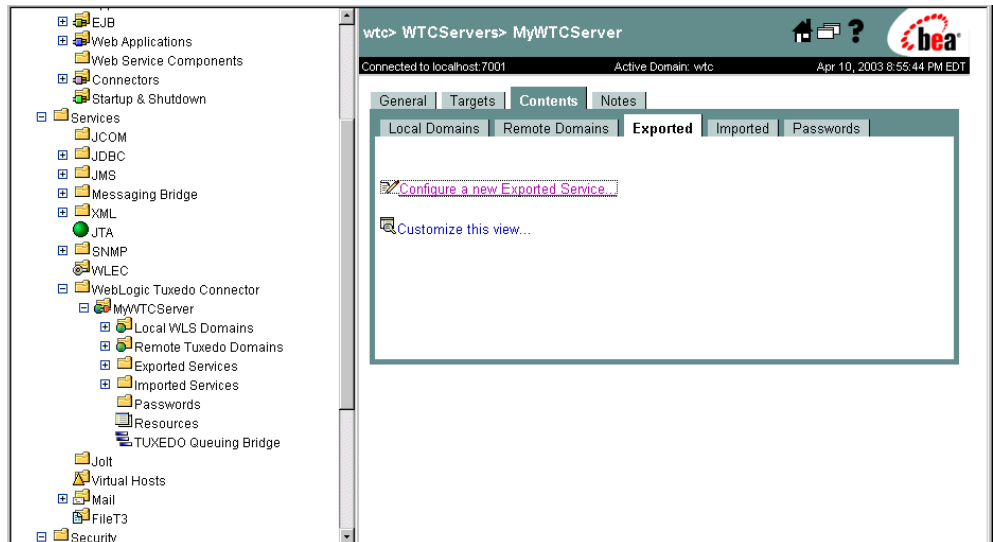 EJB
Web Applications
Web Service Components
Connectors
Startup & Shutdown
Services
JCOM
JDBC
JMS
Messaging Bridge
XML
JTA
SNMP
WLEC
WebLogic Tuxedo Connector
MyWTCServer
Local WLS Domains
Remote Tuxedo Domains
Exported Services
Imported Services
Passwords
Resources
TUXEDO Queuing Bridge
Jolt
Virtual Hosts
Mail
FileT3
Security
wtc> WTCServers> MyWTCServer
?
bea
Connected to localhost:7001 Active Domain: wtc Apr 10, 2003 8:55:44 PM EDT
General Targets Contents Notes
Local Domains Remote Domains Exported Imported Passwords
Configure a new Exported Service...
Customize this view...